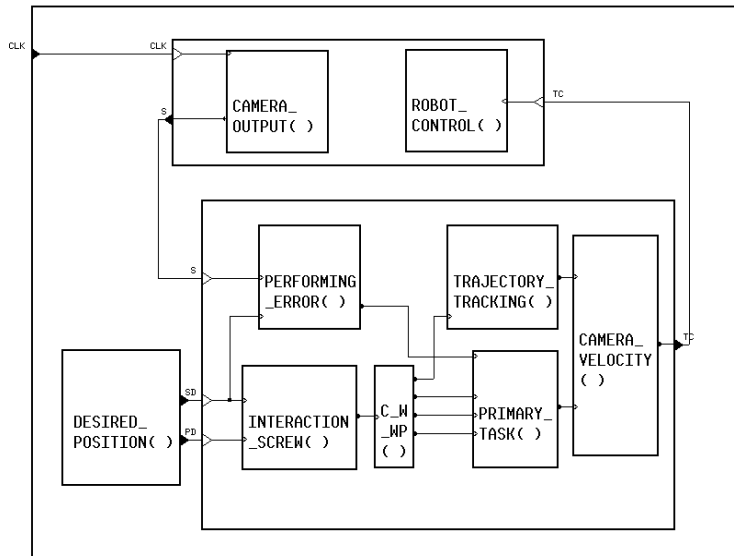 CLK
CLK
CAMERA_
OUTPUT( )
ROBOT_
CONTROL( )
TC
S
S
PERFORMING
_ERROR( )
TRAJECTORY_
TRACKING( )
CAMERA_
VELOCITY
( )
TC
DESIRED_
POSITION( )
SD
PD
INTERACTION
_SCREW( )
C_W
_WP
( )
PRIMARY_
TASK( )